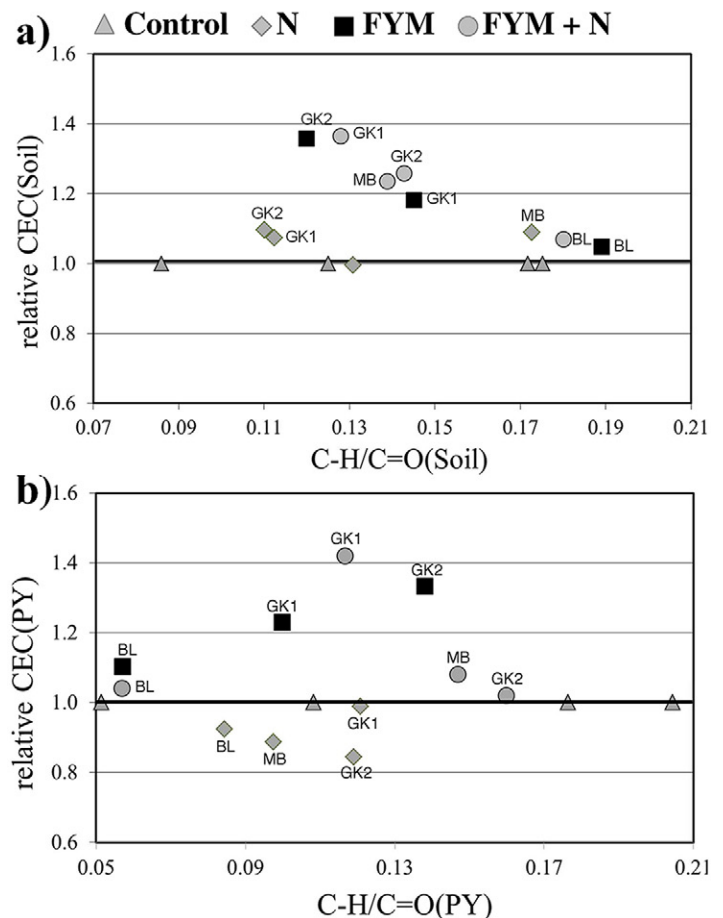 Control N FYM FYM + N
a)
1.6
1.4
1.2
1.0
0.8
0.6
relative CEC(Soil)
GK2
GK1
GK2
MB
GK1
GK2
GK1
MB
BL
BL
0.07 0.09 0.11 0.13 0.15 0.17 0.19 0.21
C-H/C=O(Soil)
b)
1.6
1.4
1.2
1.0
0.8
0.6
relative CEC(PY)
GK1
GK2
GK1
BL
MB
BL
GK2
GK1
BL
MB
GK2
0.05 0.09 0.13 0.17 0.21
C-H/C=O(PY)